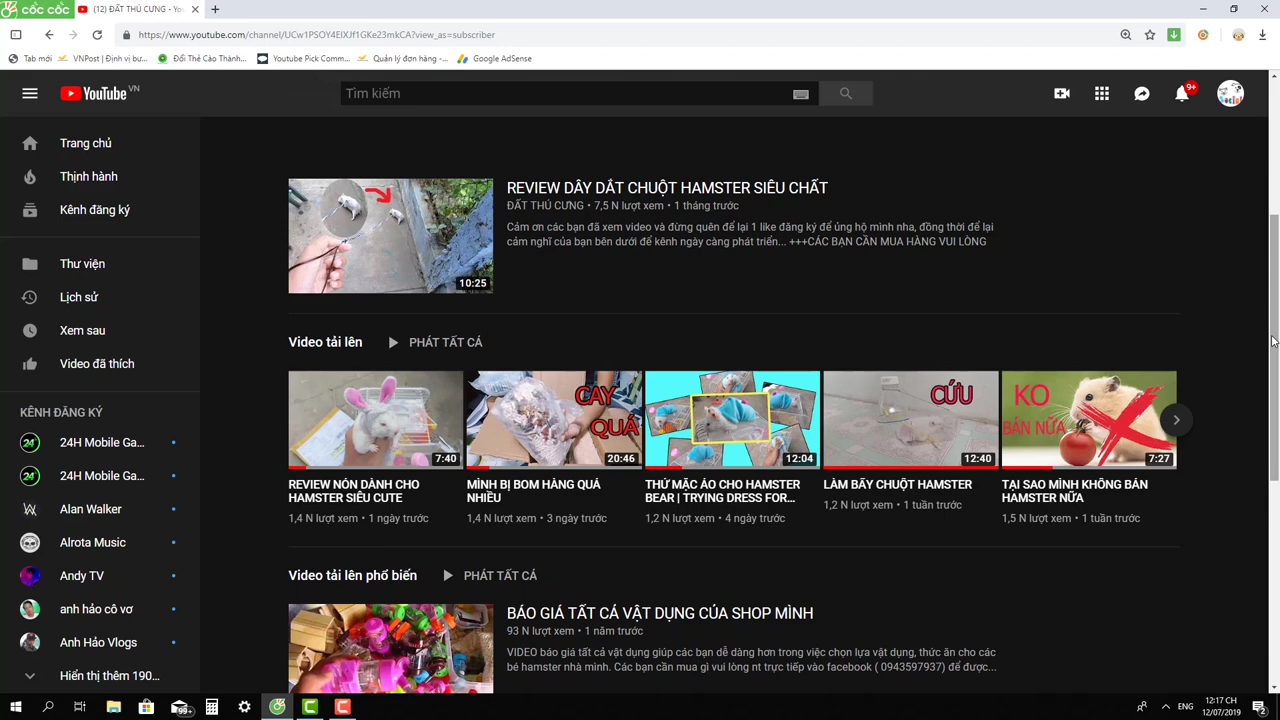 cốc cốc
(12) ĐẤT THÚ CƯNG - You
https://www.youtube.com/channel/UCw1PSOY4EIXJf1GKe23mkCA?view_as=subscriber
Tab mới
VNPost | Định vị bư...
Đổi Thẻ Cào Thành...
Youtube Pick Comm...
Quản lý đơn hàng -...
Google AdSense
YouTube VN
Tìm kiếm
9+
Trang chủ
Thịnh hành
Kênh đăng ký
Thư viện
Lịch sử
Xem sau
Video đã thích
KÊNH ĐĂNG KÝ
24H Mobile Ga...
24H Mobile Ga...
Alan Walker
Alrota Music
Andy TV
anh hảo cô vơ
Anh Hảo Vlogs
Hiển thị thêm 190...
10:25
REVIEW DÂY DẮT CHUỘT HAMSTER SIÊU CHẤT
ĐẤT THÚ CƯNG • 7,5 N lượt xem • 1 tháng trước
Cảm ơn các bạn đã xem video và đừng quên để lại 1 like đăng ký để ủng hộ mình nha, đồng thời để lại
cảm nghĩ của bạn bên dưới để kênh ngày càng phát triển... +++CÁC BẠN CẦN MUA HÀNG VUI LÒNG
Video tải lên
PHÁT TẤT CẢ
7:40
REVIEW NÓN DÀNH CHO
HAMSTER SIÊU CUTE
1,4 N lượt xem • 1 ngày trước
CAY
QUÁ
20:46
MÌNH BỊ BOM HÀNG QUÁ
NHIỀU
1,4 N lượt xem • 3 ngày trước
12:04
THỬ MẶC ÁO CHO HAMSTER
BEAR | TRYING DRESS FOR...
1,2 N lượt xem • 4 ngày trước
CỨU
12:40
LÀM BẪY CHUỘT HAMSTER
1,2 N lượt xem • 1 tuần trước
KO
BÁN NỮA
7:27
TẠI SAO MÌNH KHÔNG BÁN
HAMSTER NỮA
1,5 N lượt xem • 1 tuần trước
Video tải lên phổ biến
PHÁT TẤT CẢ
BÁO GIÁ TẤT CẢ VẬT DỤNG CỦA SHOP MÌNH
93 N lượt xem • 1 năm trước
VIDEO báo giá tất cả vật dụng giúp các bạn dễ dàng hơn trong việc chọn lựa vật dụng, thức ăn cho các
bé hamster nhà mình. Các bạn cần mua gì vui lòng nt trực tiếp vào facebook ( 0943597937) để được...
99+
ENG
12:17 CH
12/07/2019
2